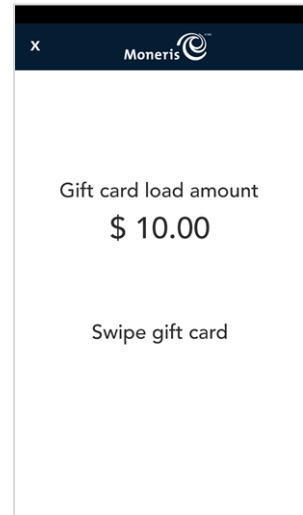 x
Moneris
Gift card load amount
$ 10.00
Swipe gift card